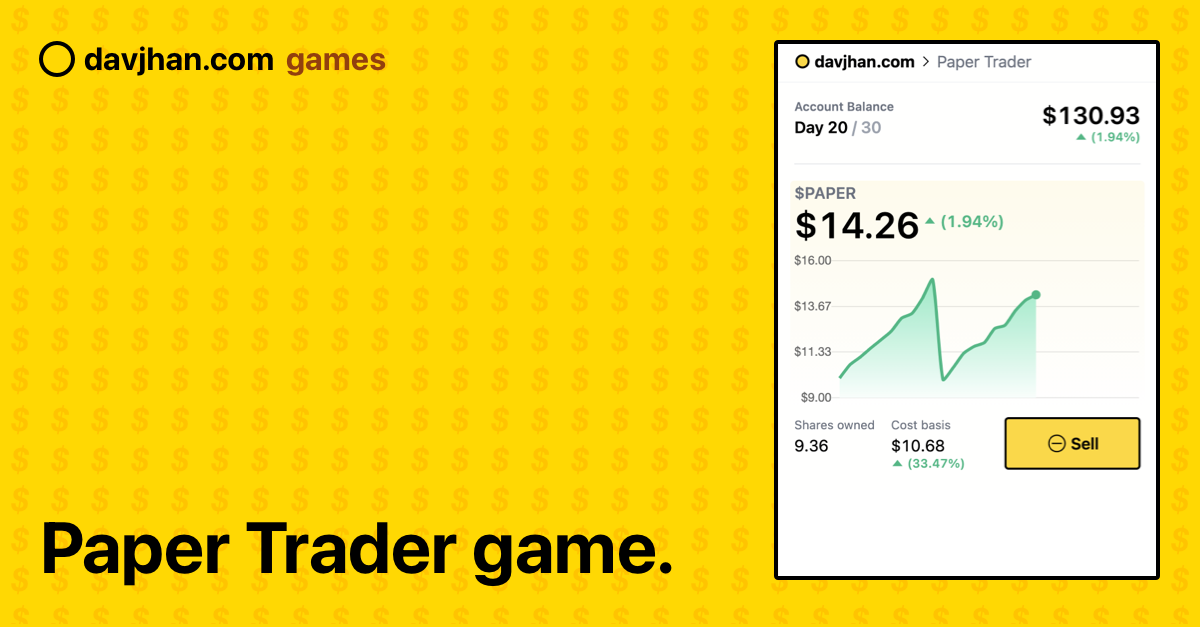 davjhan.com games
Paper Trader game.
davjhan.com > Paper Trader
Account Balance
Day 20 / 30
$130.93
(1.94%)
$PAPER
$14.26 (1.94%)
$16.00
$13.67
$11.33
$9.00
Shares owned
9.36
Cost basis
$10.68
(33.47%)
Sell